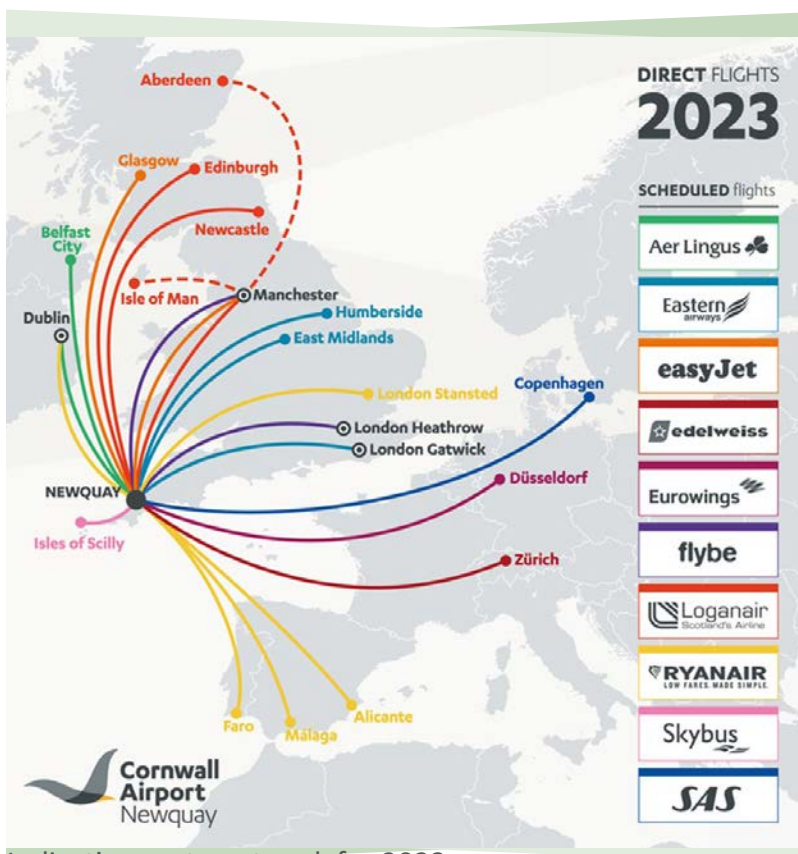 DIRECT FLIGHTS
2023
SCHEDULED flights
Aer Lingus
Eastern
airways
easyJet
edelweiss
Eurowings
flybe
Loganair
Scotland's Airline
RYANAIR
LOW FARES. MADE SIMPLE.
Skybus
SAS
Aberdeen
Glasgow
Edinburgh
Newcastle
Belfast
City
Isle of Man
Manchester
Dublin
Humberside
East Midlands
London Stansted
Copenhagen
London Heathrow
London Gatwick
NEWQUAY
Düsseldorf
Isles of Scilly
Zürich
Faro
Málaga
Alicante
Cornwall
Airport
Newquay